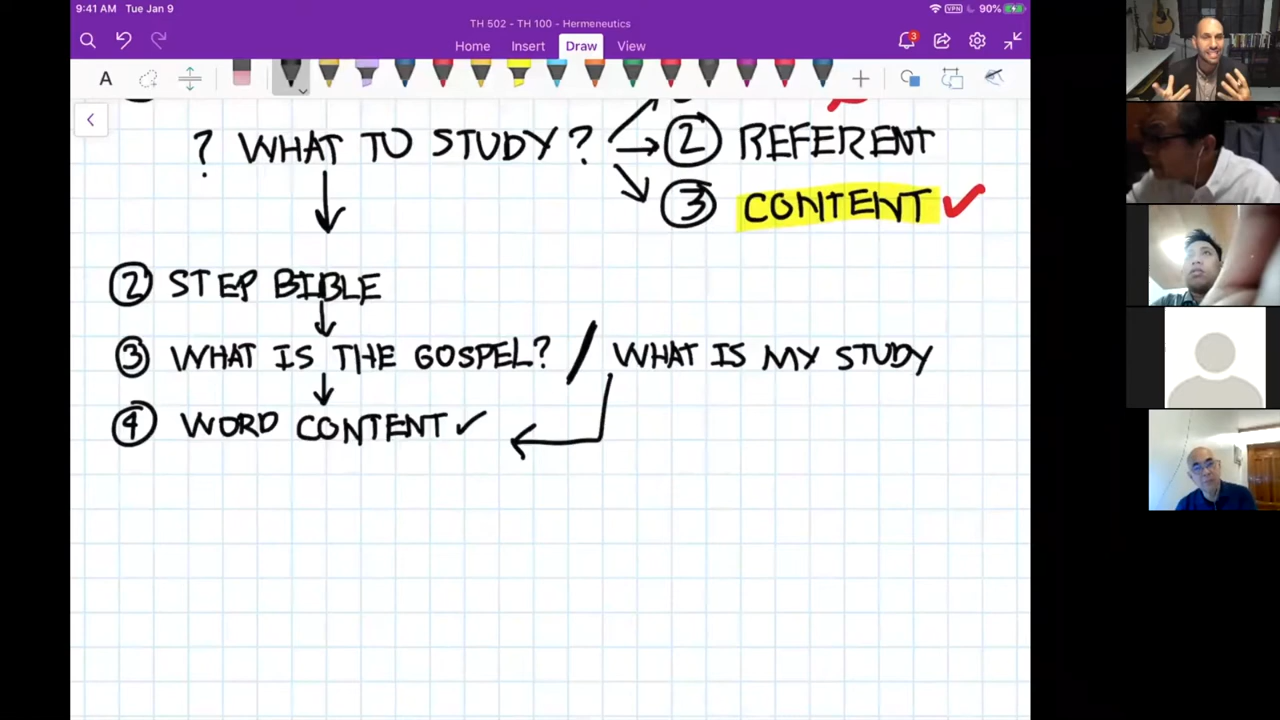 9:41 AM Tue Jan 9
VPN 90%
TH 502 - TH 100 - Hermeneutics
3
Home Insert Draw View
A
? WHAT TO STUDY?
② REFERENT
③ CONTENT ✓
② STEP BIBLE
③ WHAT IS THE GOSPEL? / WHAT IS MY STUDY
④ WORD CONTENT ✓